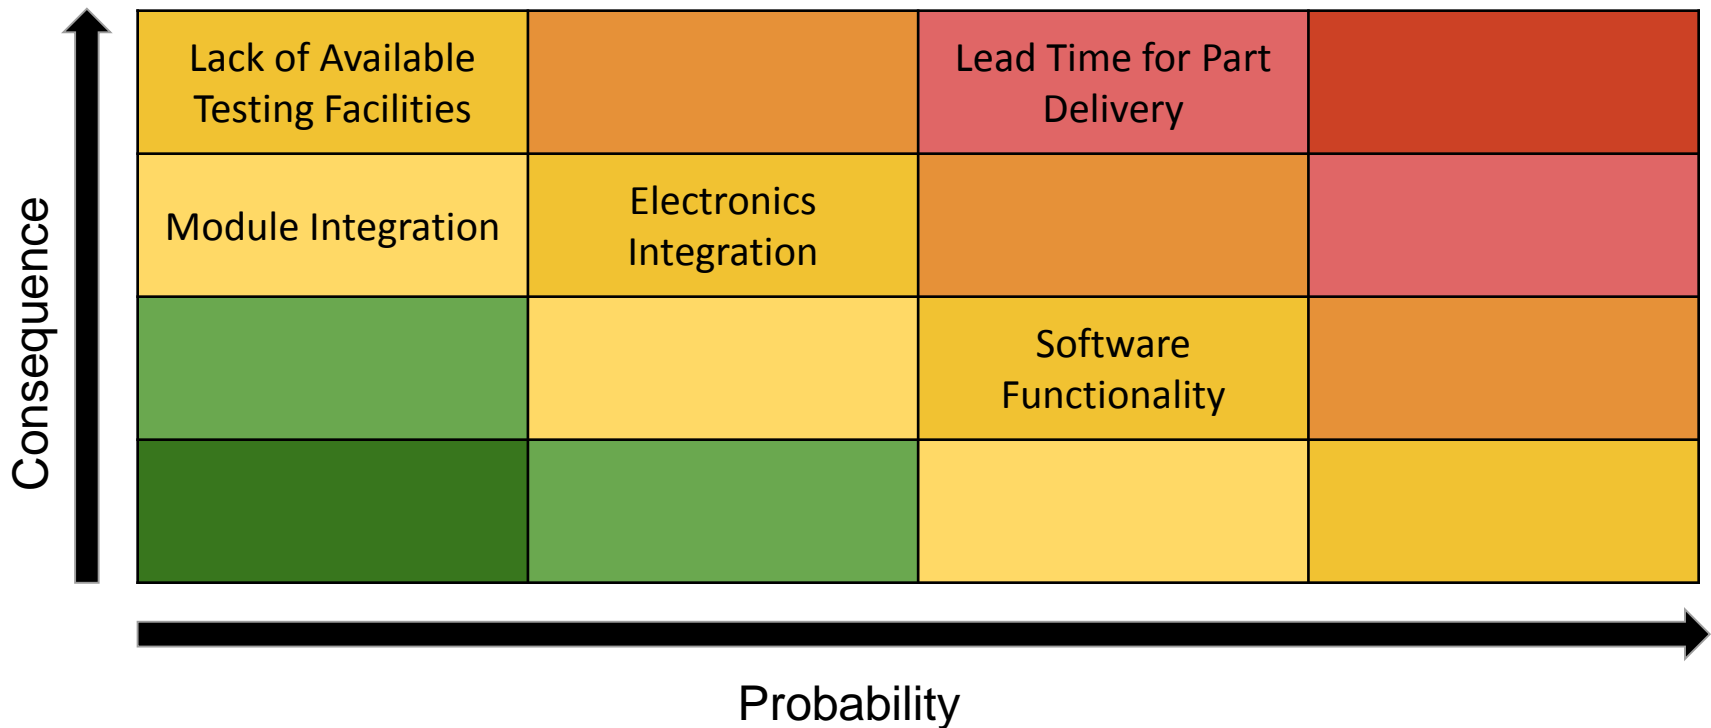 Lack of Available
Testing Facilities
Lead Time for Part
Delivery
Module Integration
Electronics
Integration
Software
Functionality
Consequence
Probability